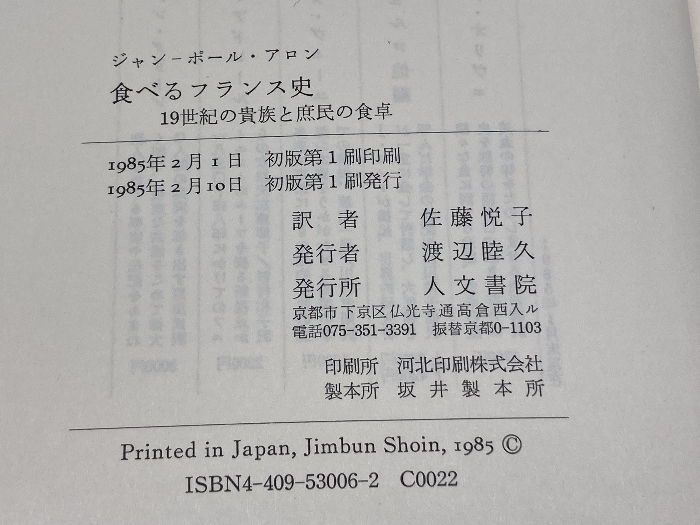 ジャン－ポール・アロン
食べるフランス史
19世紀の貴族と庶民の食卓
1985年2月1日 初版第1刷印刷
1985年2月10日 初版第1刷発行
訳者 佐藤悦子
発行者 渡辺睦久
発行所 人文書院
京都市下京区仏光寺通高倉西入ル
電話075-351-3391 振替京都0-1103
印刷所 河北印刷株式会社
製本所 坂井製本所
Printed in Japan, Jimbun Shoin, 1985 ©
ISBN4-409-53006-2 C0022